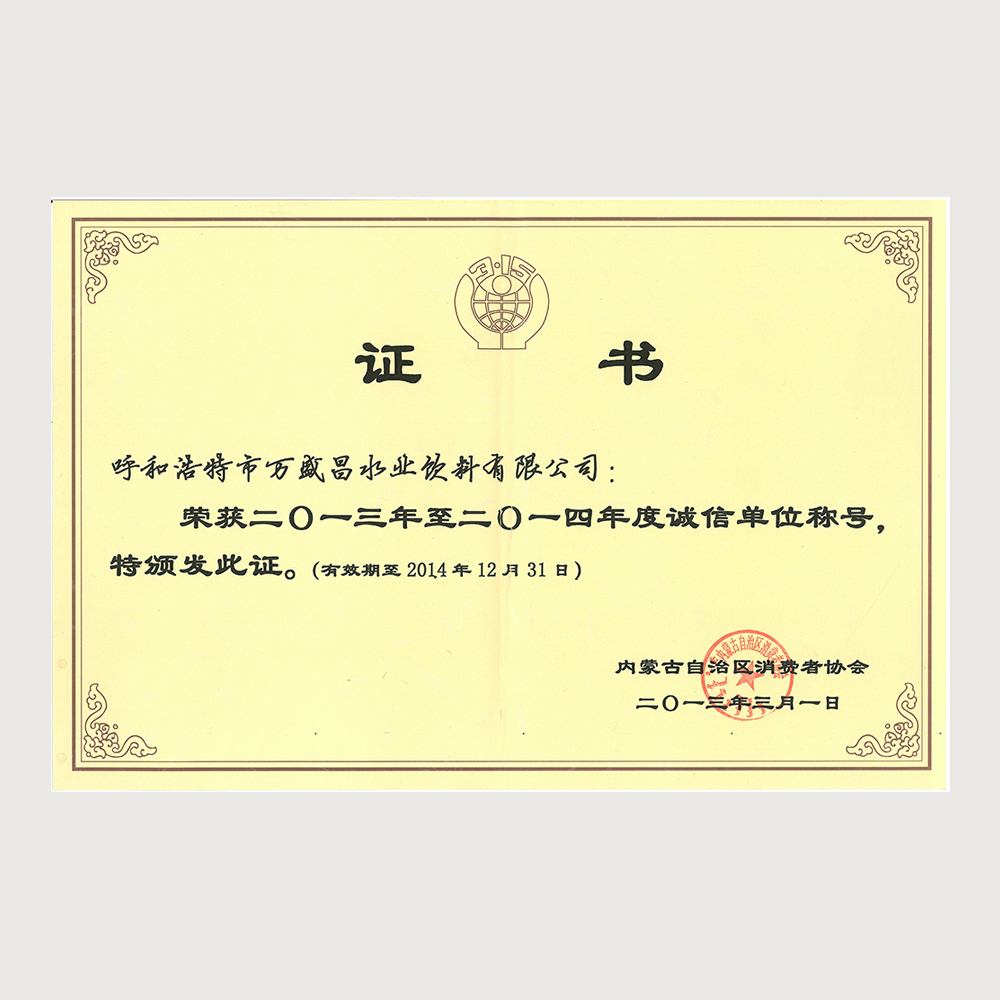 3·15
证 书
呼和浩特市万盛昌水业饮料有限公司：
荣获二〇一三年至二〇一四年度诚信单位称号，
特颁发此证。(有效期至 2014 年 12 月 31 日)
内蒙古自治区消费者协会
二〇一三年三月一日
内蒙古自治区消费者协会